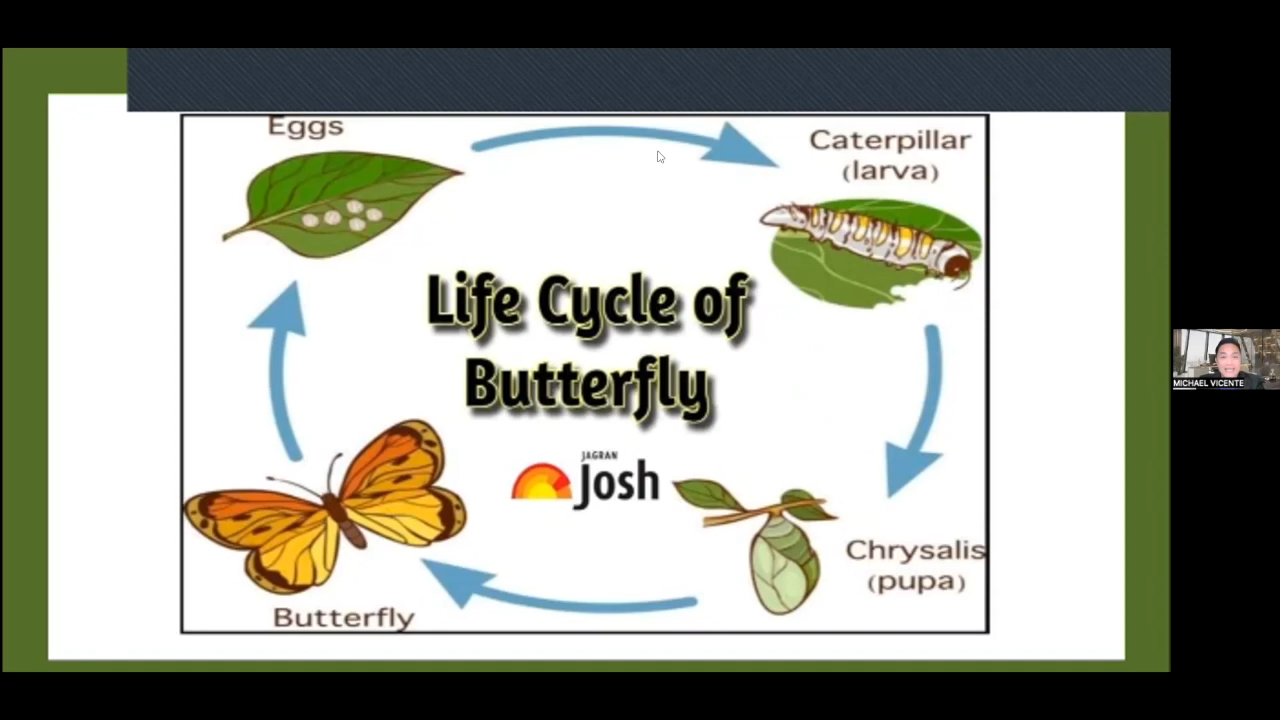 Eggs
Caterpillar
(larva)
Life Cycle of
Butterfly
JAGRAN
Josh
Chrysalis
(pupa)
Butterfly
MICHAEL VICENTE